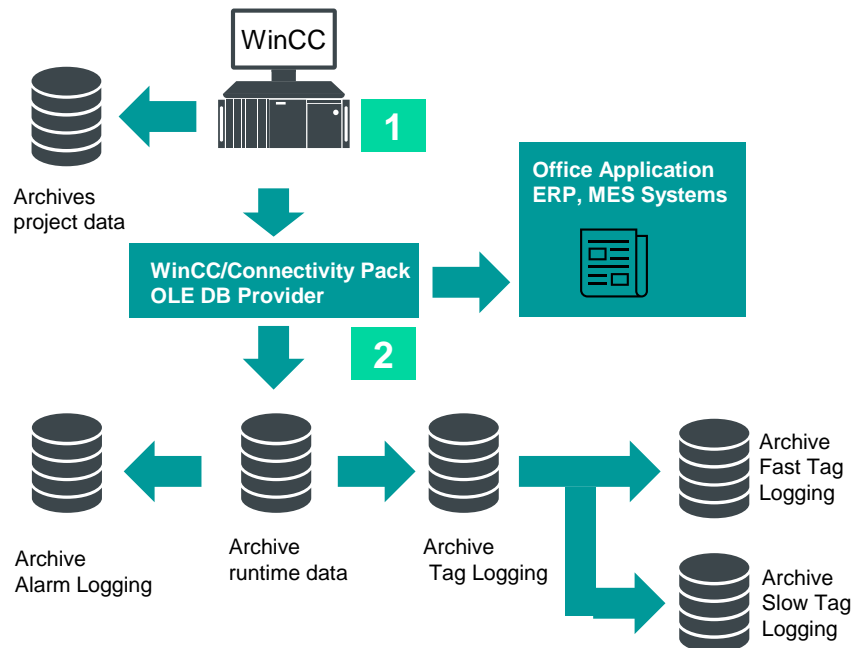 WinCC
1
Archives
project data
Office Application
ERP, MES Systems
WinCC/Connectivity Pack
OLE DB Provider
2
Archive
Alarm Logging
Archive
runtime data
Archive
Tag Logging
Archive
Fast Tag
Logging
Archive
Slow Tag
Logging